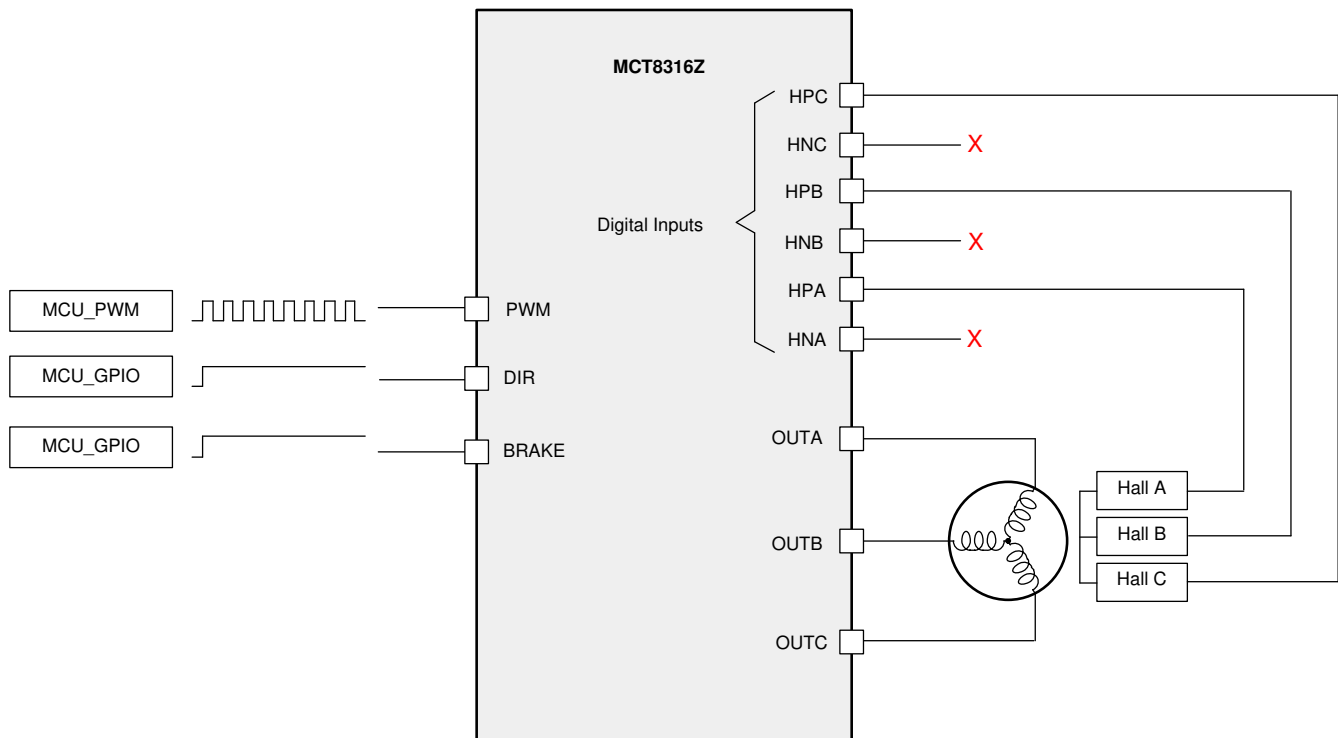 MCT8316Z
HPC
HNC
X
HPB
Digital Inputs
HNB
X
HPA
MCU_PWM
PWM
HNA
X
MCU_GPIO
DIR
OUTA
MCU_GPIO
BRAKE
Hall A
Hall B
OUTB
Hall C
OUTC